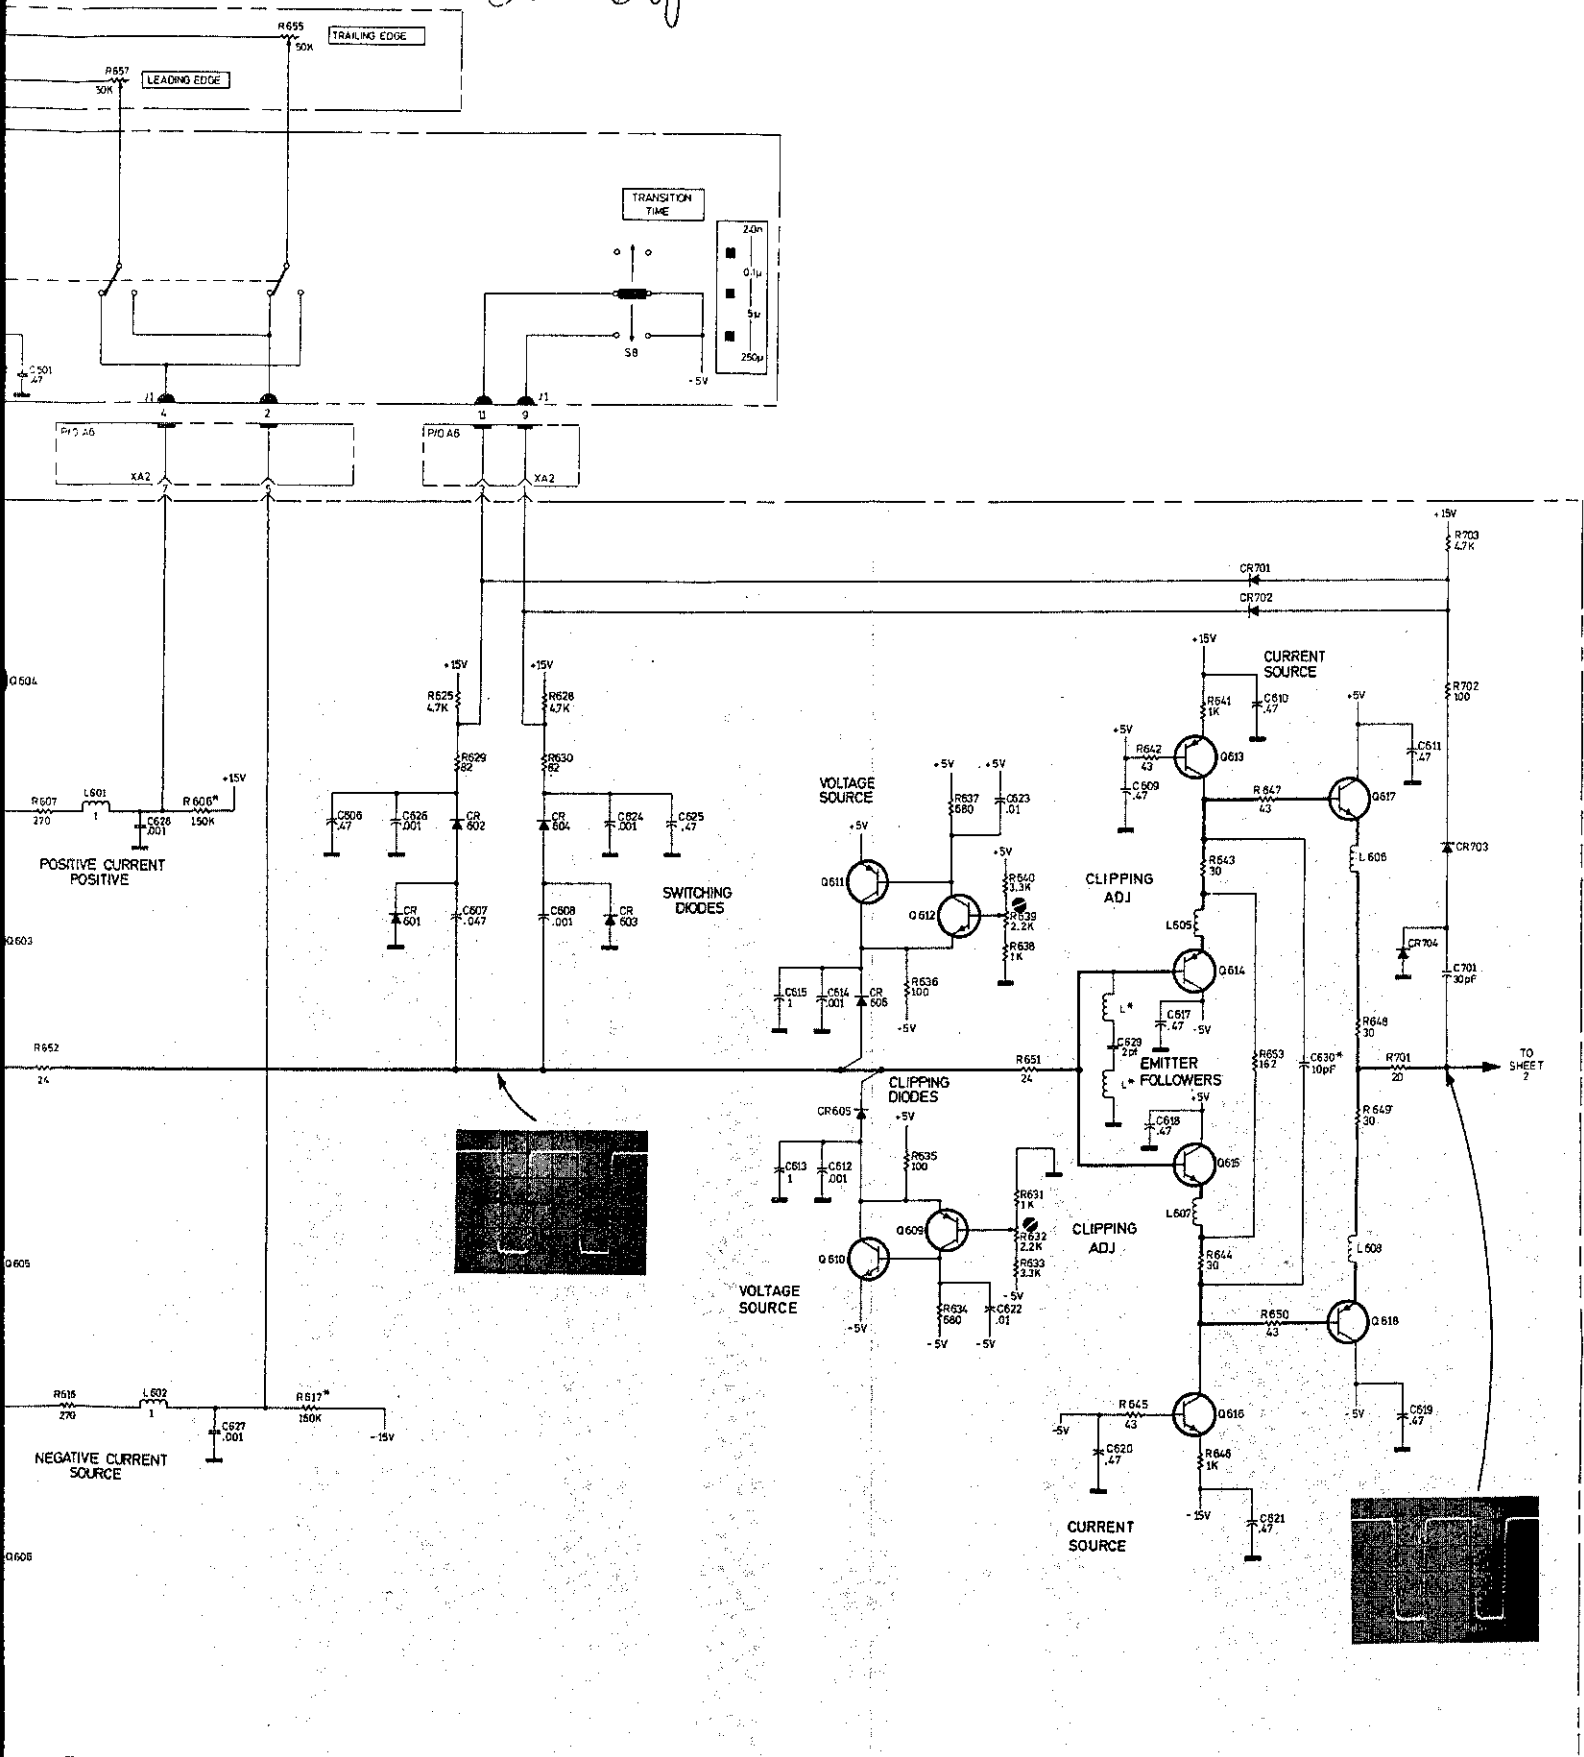 R655
50K
TRAILING EDGE
R657
50K
LEADING EDGE
TRANSITION
TIME
2.0n
0.1µ
5µ
250µ
S8
-5V
C501
.47
J1
4
2
11
9
J1
P/O A6
P/O A6
XA2
XA2
7
+15V
R703
4.7K
CR701
CR702
+15V
+15V
+15V
CURRENT
SOURCE
Q604
R625
4.7K
R628
4.7K
R641
1K
C610
.47
+5V
R702
100
+5V
R642
43
Q613
C611
.47
R629
82
R630
82
VOLTAGE
SOURCE
+5V
+5V
C609
.47
R647
43
Q617
R607
270
L601
1
C628
.001
R606*
150K
+15V
POSITIVE CURRENT
POSITIVE
C606
.47
C626
.001
CR
602
CR
604
C624
.001
C625
.47
R637
680
C623
.01
+5V
+5V
L606
CR703
Q611
R640
3.3K
CLIPPING
ADJ
R643
30
SWITCHING
DIODES
CR
601
C607
.047
C608
.001
CR
603
Q612
R639
2.2K
R638
1K
L605
CR704
Q603
Q614
C701
30pF
C615
1
C614
.001
CR
606
R636
100
-5V
L*
C617
.47
-5V
R648
30
C629
2pf
EMITTER
FOLLOWERS
R652
24
R651
24
R653
162
C630*
10pF
R701
20
TO
SHEET
2
CLIPPING
DIODES
L*
CR605
+5V
+5V
C618
.47
R649
30
C613
1
C612
.001
R635
100
Q615
R631
1K
L607
Q609
R632
2.2K
CLIPPING
ADJ
Q610
R633
3.3K
R644
30
L608
Q605
VOLTAGE
SOURCE
-5V
R634
680
C622
.01
-5V
-5V
-5V
R650
43
Q618
R616
270
L602
1
C627
.001
R617*
150K
-15V
NEGATIVE CURRENT
SOURCE
-5V
R645
43
Q616
-5V
C619
.47
C620
.47
R646
1K
-15V
C621
.47
CURRENT
SOURCE
Q606